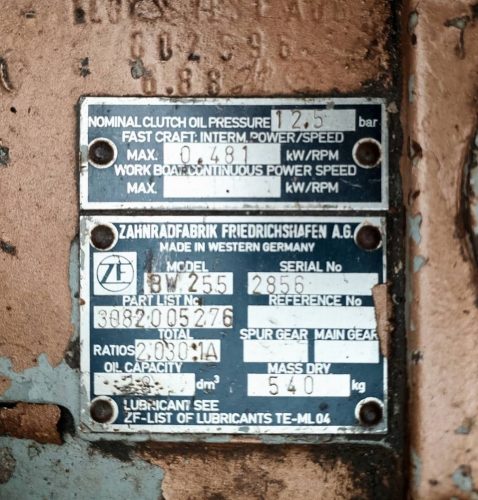 002596
NOMINAL CLUTCH OIL PRESSURE 12.5 bar
FAST CRAFT: INTERM. POWER/SPEED
MAX. 0.481 kW/RPM
WORK BOAT: CONTINUOUS POWER SPEED
MAX. kW/RPM
ZAHNRADFABRIK FRIEDRICHSHAFEN A.G.
MADE IN WESTERN GERMANY
ZF
MODEL SERIAL No
BW 255 2856
PART LIST No REFERENCE No
3082005276
TOTAL SPUR GEAR MAIN GEAR
RATIOS 2,030:1A
OIL CAPACITY MASS DRY
dm³ 540 kg
LUBRICANT SEE
ZF-LIST OF LUBRICANTS TE-ML 04